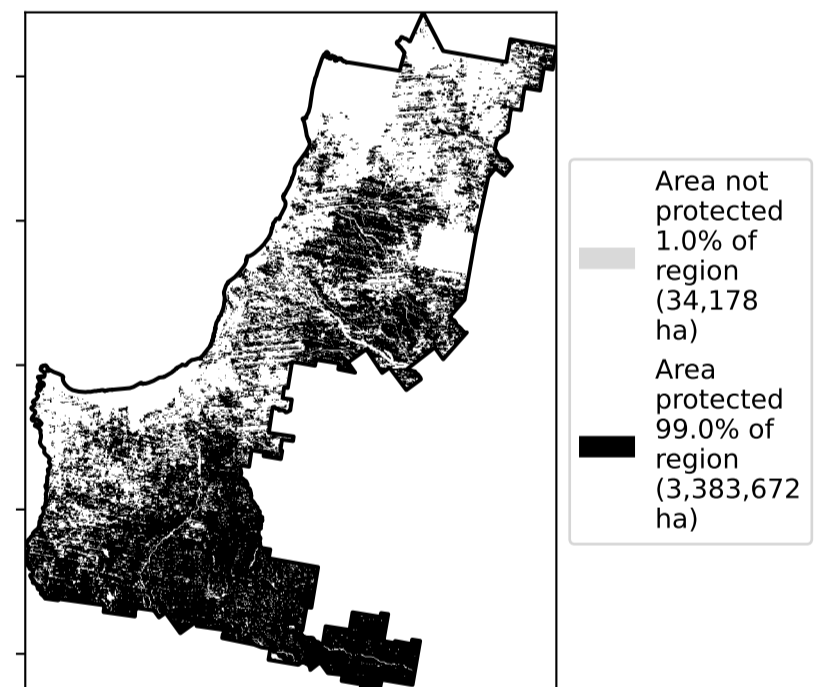 Area not
protected
1.0% of
region
(34,178
ha)
Area
protected
99.0% of
region
(3,383,672
ha)